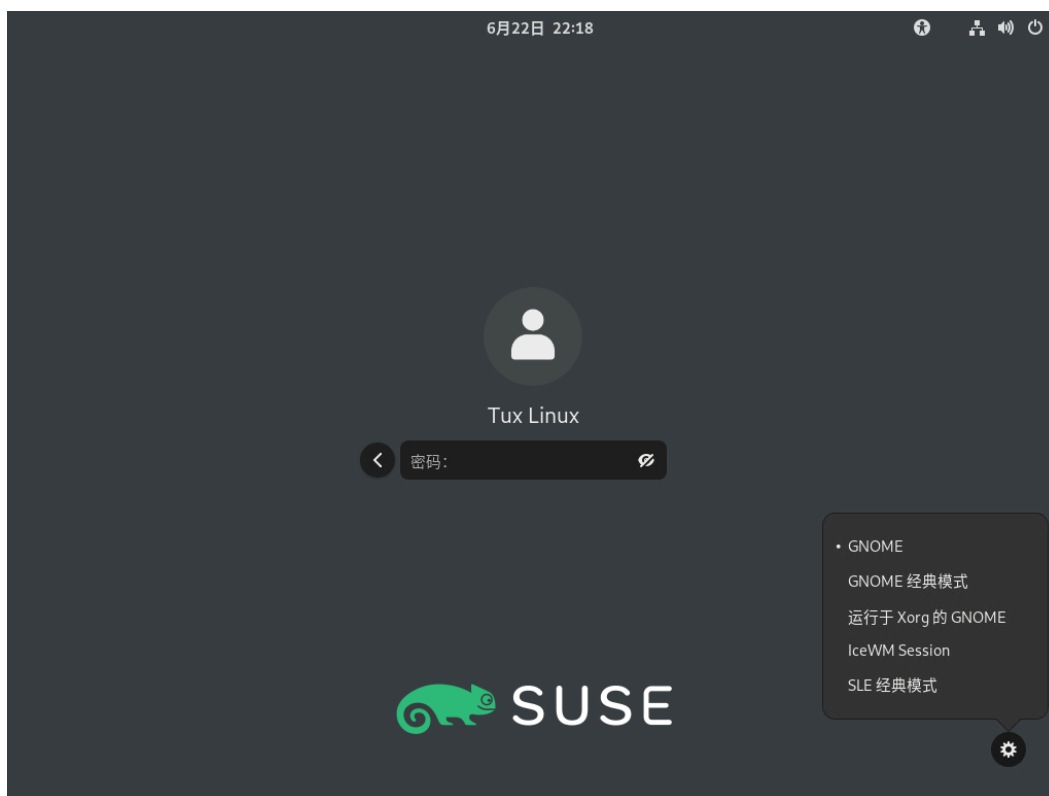 6月22日 22:18
Tux Linux
密码：
• GNOME
GNOME 经典模式
运行于 Xorg 的 GNOME
IceWM Session
SLE 经典模式
SUSE